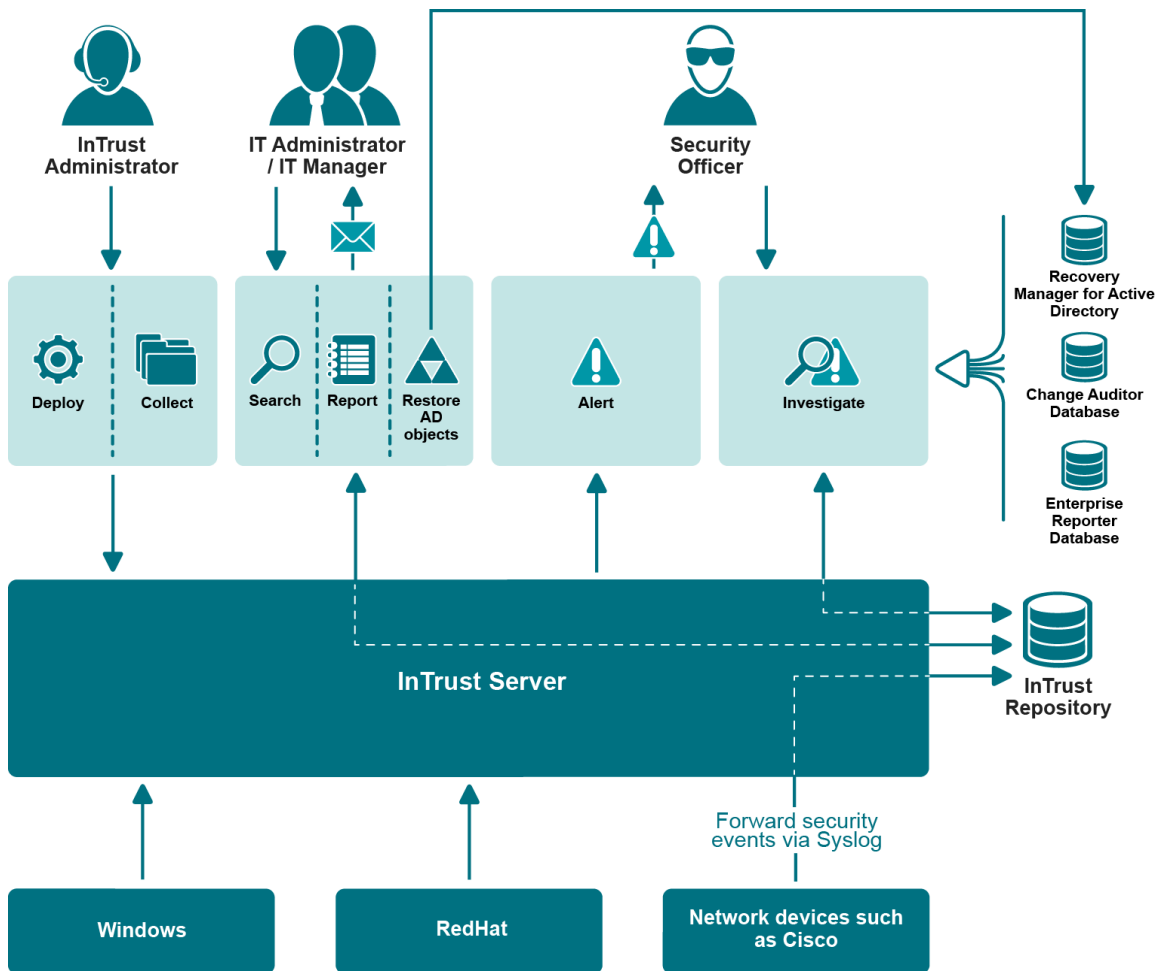 InTrust
Administrator
IT Administrator
/ IT Manager
Security
Officer
Deploy
Collect
Search
Report
Restore
AD
objects
Alert
Investigate
Recovery
Manager for Active
Directory
Change Auditor
Database
Enterprise
Reporter
Database
InTrust Server
InTrust
Repository
Forward security
events via Syslog
Windows
RedHat
Network devices such
as Cisco